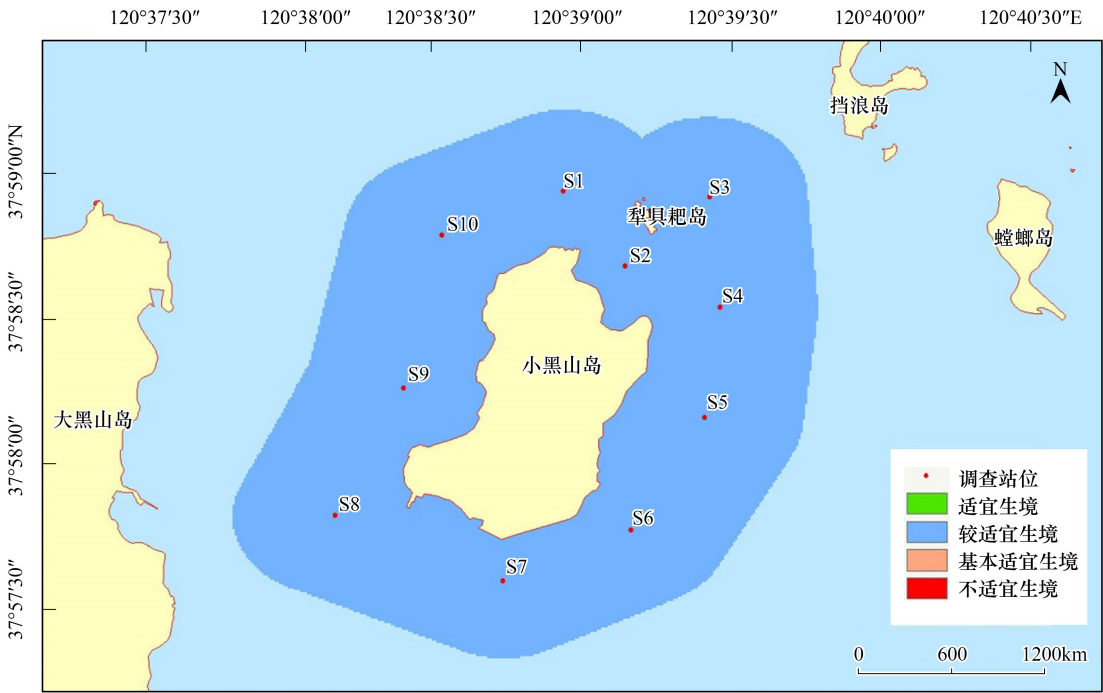 120°37′30″
120°38′00″
120°38′30″
120°39′00″
120°39′30″
120°40′00″
120°40′30″E
37°59′00″N
37°58′30″
37°58′00″
37°57′30″
N
挡浪岛
S1
S3
犁具耙岛
S10
螳螂岛
S2
S4
小黑山岛
S9
S5
大黑山岛
S8
S6
S7
调查站位
适宜生境
较适宜生境
基本适宜生境
不适宜生境
0 600 1200km